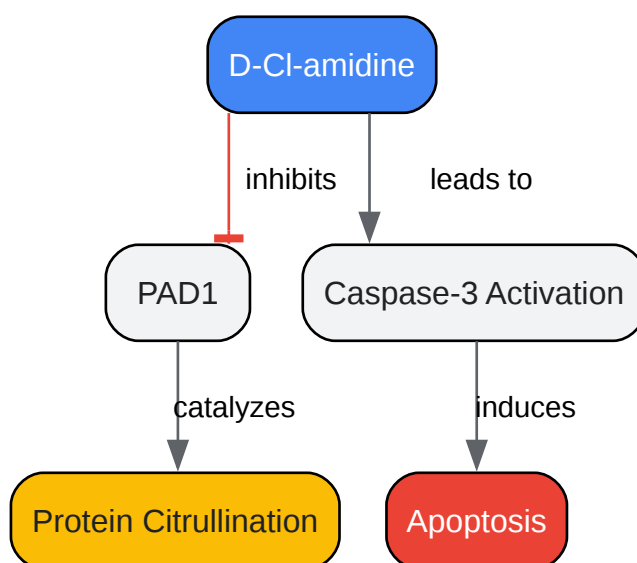 D-Cl-amidine
inhibits
leads to
PAD1
Caspase-3 Activation
catalyzes
induces
Protein Citrullination
Apoptosis